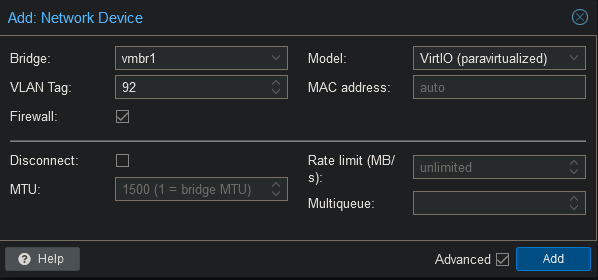 Add: Network Device
Bridge: vmbr1 Model: VirtIO (paravirtualized)
VLAN Tag: 92 MAC address: auto
Firewall:
Disconnect: Rate limit (MB/
s): unlimited
MTU: 1500 (1 = bridge MTU) Multiqueue:
Help Advanced Add